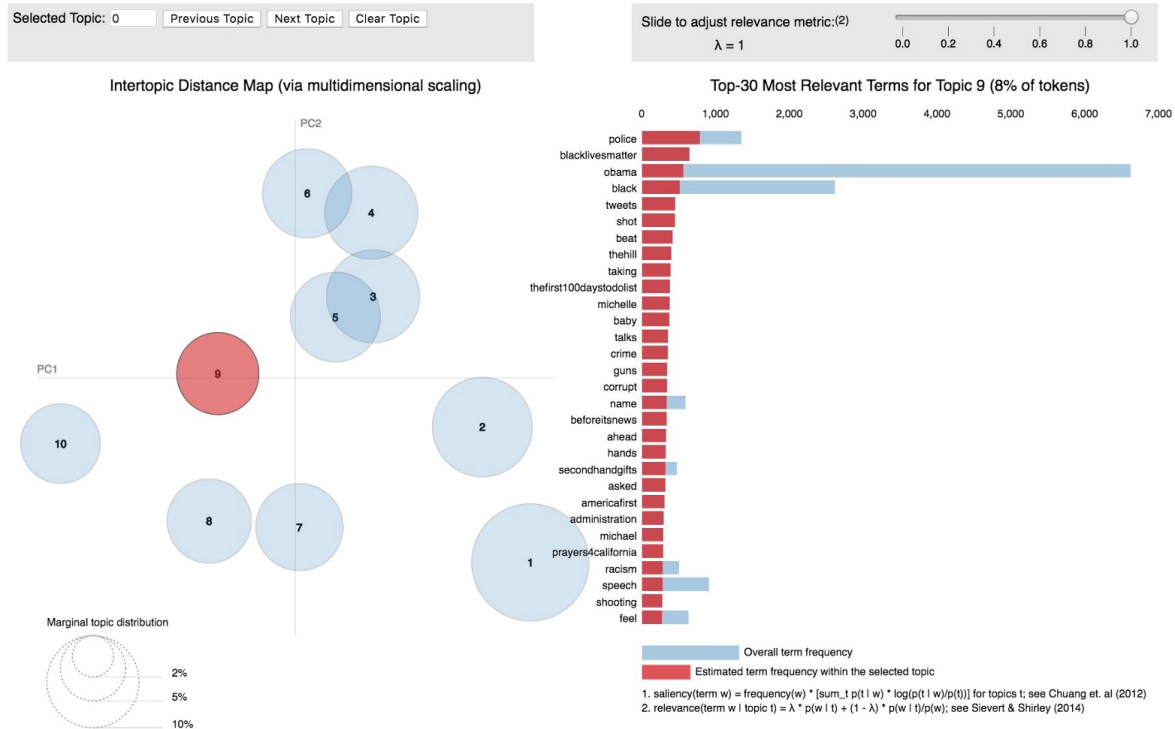 Selected Topic: 0 Previous Topic Next Topic Clear Topic
Slide to adjust relevance metric:(2)
λ = 1
0.0 0.2 0.4 0.6 0.8 1.0
Intertopic Distance Map (via multidimensional scaling)
PC2
PC1
6
4
3
5
9
2
10
8
7
1
Marginal topic distribution
2%
5%
10%
Top-30 Most Relevant Terms for Topic 9 (8% of tokens)
0 1,000 2,000 3,000 4,000 5,000 6,000 7,000
police
blacklivesmatter
obama
black
tweets
shot
beat
thehill
taking
thefirst100daystodolist
michelle
baby
talks
crime
guns
corrupt
name
beforeitsnews
ahead
hands
secondhandgifts
asked
americafirst
administration
michael
prayers4california
racism
speech
shooting
feel
Overall term frequency
Estimated term frequency within the selected topic
1. saliency(term w) = frequency(w) * [sum_t p(t | w) * log(p(t | w)/p(t))] for topics t; see Chuang et. al (2012)
2. relevance(term w | topic t) = λ * p(w | t) + (1 - λ) * p(w | t)/p(w); see Sievert & Shirley (2014)